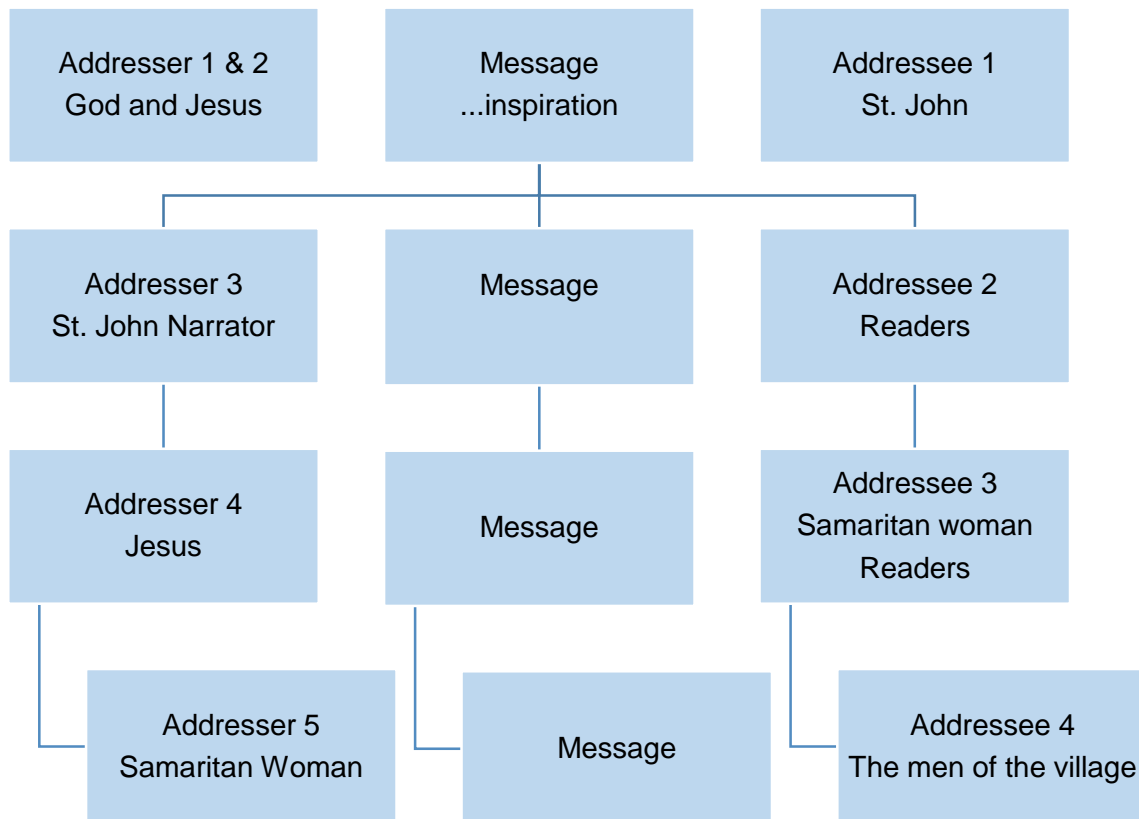 Addresser 1 & 2
God and Jesus
Message
...inspiration
Addressee 1
St. John
Addresser 3
St. John Narrator
Message
Addressee 2
Readers
Addresser 4
Jesus
Message
Addressee 3
Samaritan woman
Readers
Addresser 5
Samaritan Woman
Message
Addressee 4
The men of the village